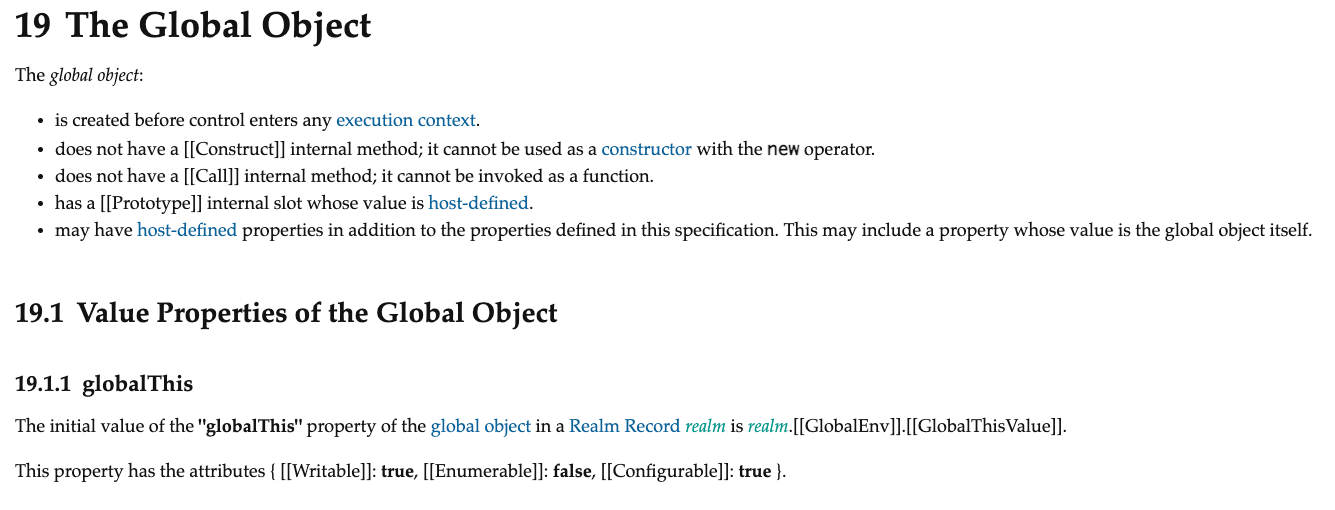 19 The Global Object
The global object:
• is created before control enters any execution context.
• does not have a [[Construct]] internal method; it cannot be used as a constructor with the new operator.
• does not have a [[Call]] internal method; it cannot be invoked as a function.
• has a [[Prototype]] internal slot whose value is host-defined.
• may have host-defined properties in addition to the properties defined in this specification. This may include a property whose value is the global object itself.
19.1 Value Properties of the Global Object
19.1.1 globalThis
The initial value of the "globalThis" property of the global object in a Realm Record realm is realm.[[GlobalEnv]].[[GlobalThisValue]].
This property has the attributes { [[Writable]]: true, [[Enumerable]]: false, [[Configurable]]: true }.